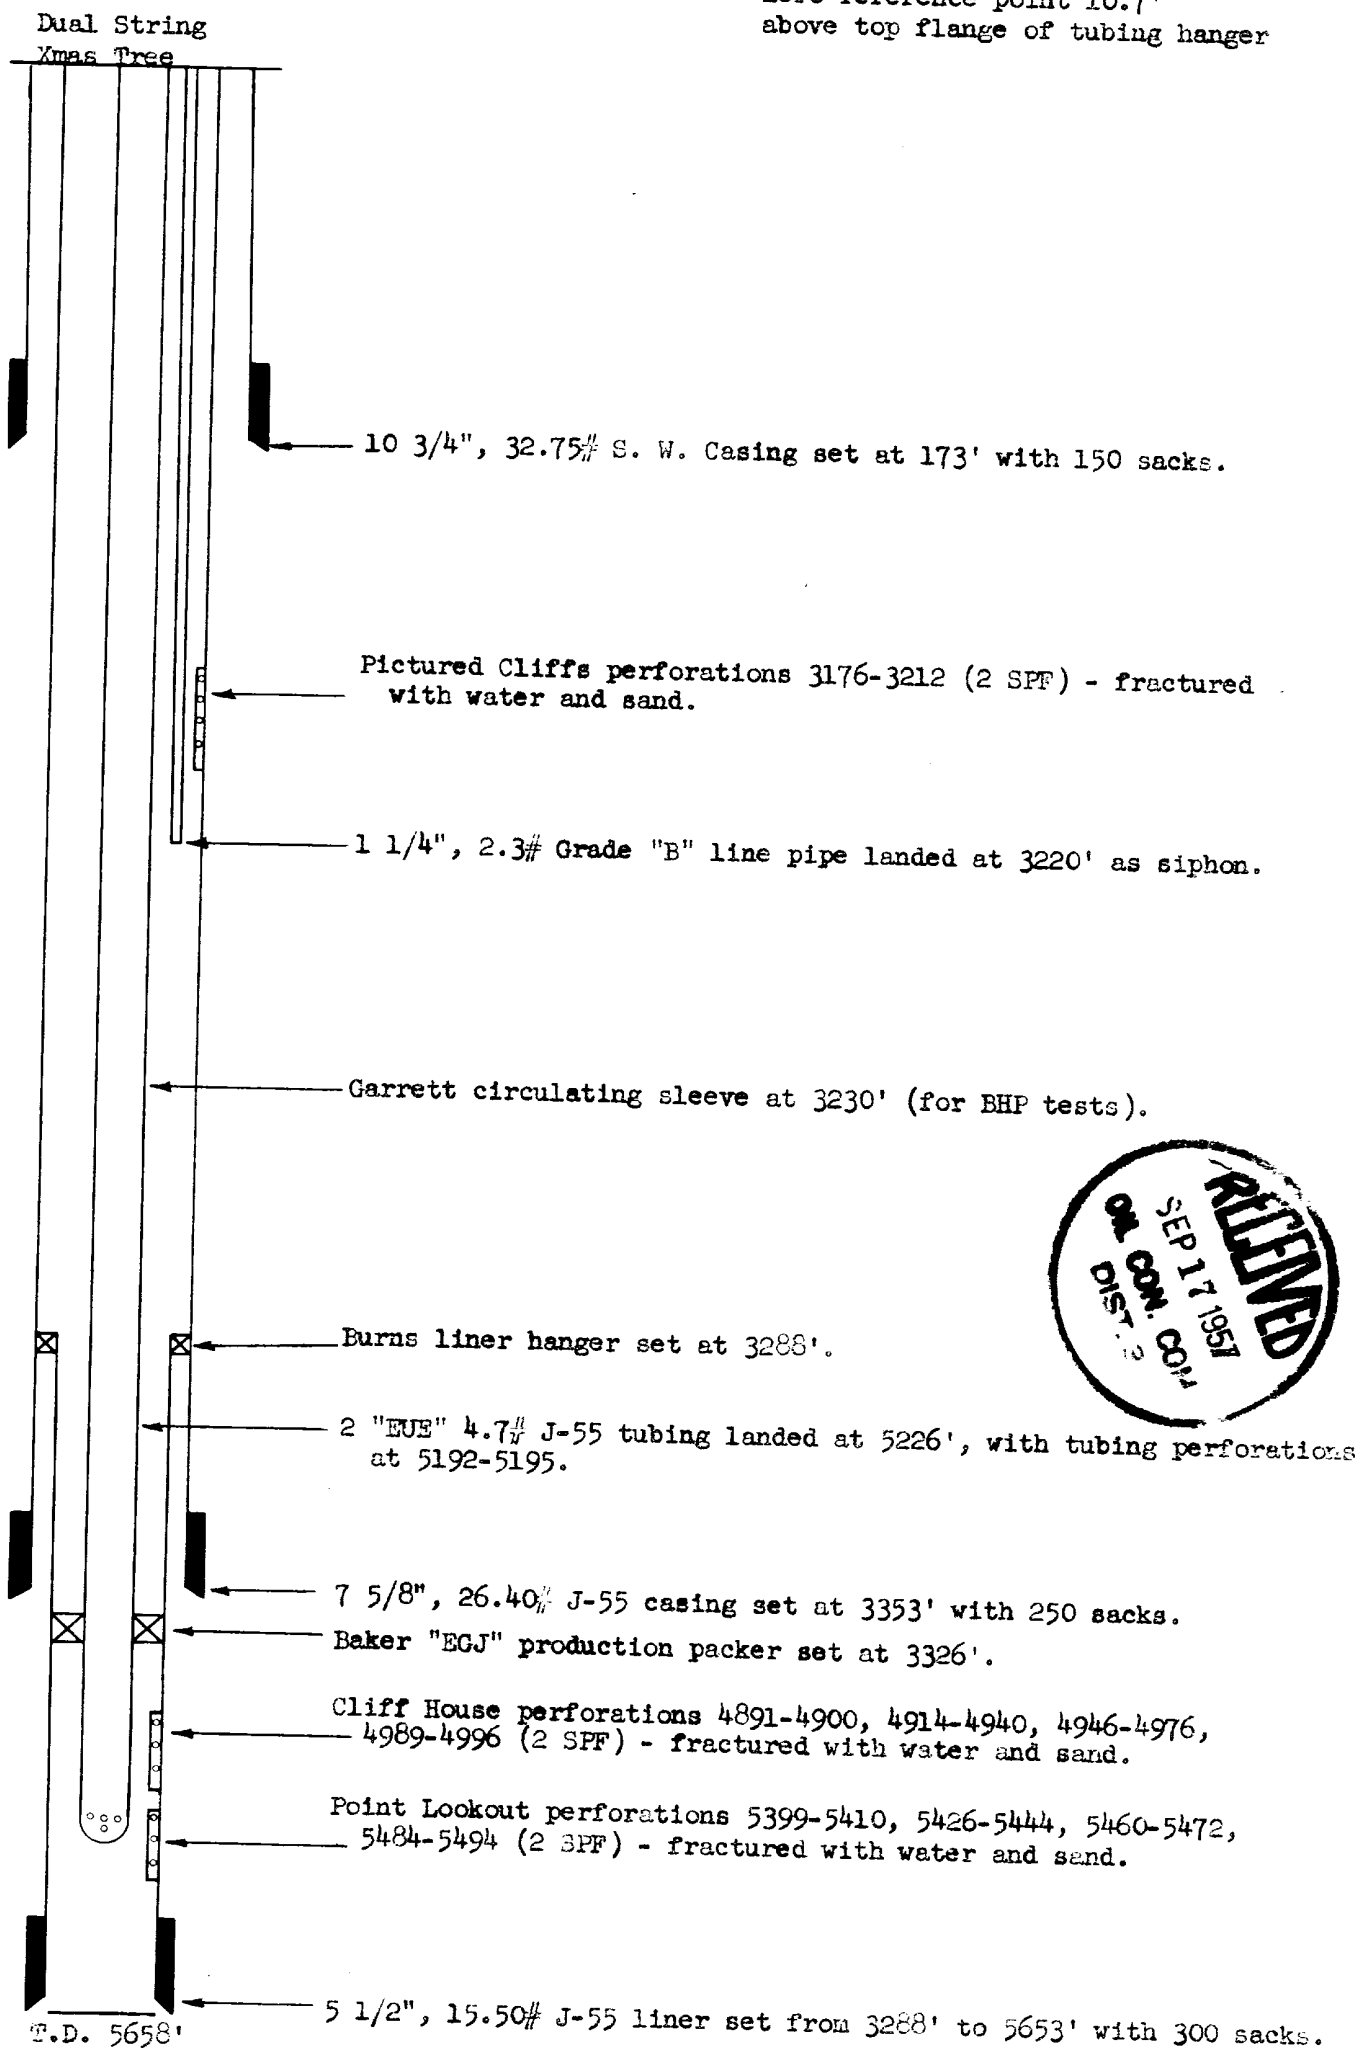 Dual String
Xmas Tree
Zero reference point 10.7'
above top flange of tubing hanger
10 3/4", 32.75# S. W. Casing set at 173' with 150 sacks.
Pictured Cliffs perforations 3176-3212 (2 SPF) - fractured
with water and sand.
1 1/4", 2.3# Grade "B" line pipe landed at 3220' as siphon.
Garrett circulating sleeve at 3230' (for BHP tests).
RECEIVED
SEP 17 1957
OIL CON. COM
DIST.
Burns liner hanger set at 3288'.
2 "EUE" 4.7# J-55 tubing landed at 5226', with tubing perforations
at 5192-5195.
7 5/8", 26.40# J-55 casing set at 3353' with 250 sacks.
Baker "EGJ" production packer set at 3326'.
Cliff House perforations 4891-4900, 4914-4940, 4946-4976,
4989-4996 (2 SPF) - fractured with water and sand.
Point Lookout perforations 5399-5410, 5426-5444, 5460-5472,
5484-5494 (2 SPF) - fractured with water and sand.
5 1/2", 15.50# J-55 liner set from 3288' to 5653' with 300 sacks.
T.D. 5658'